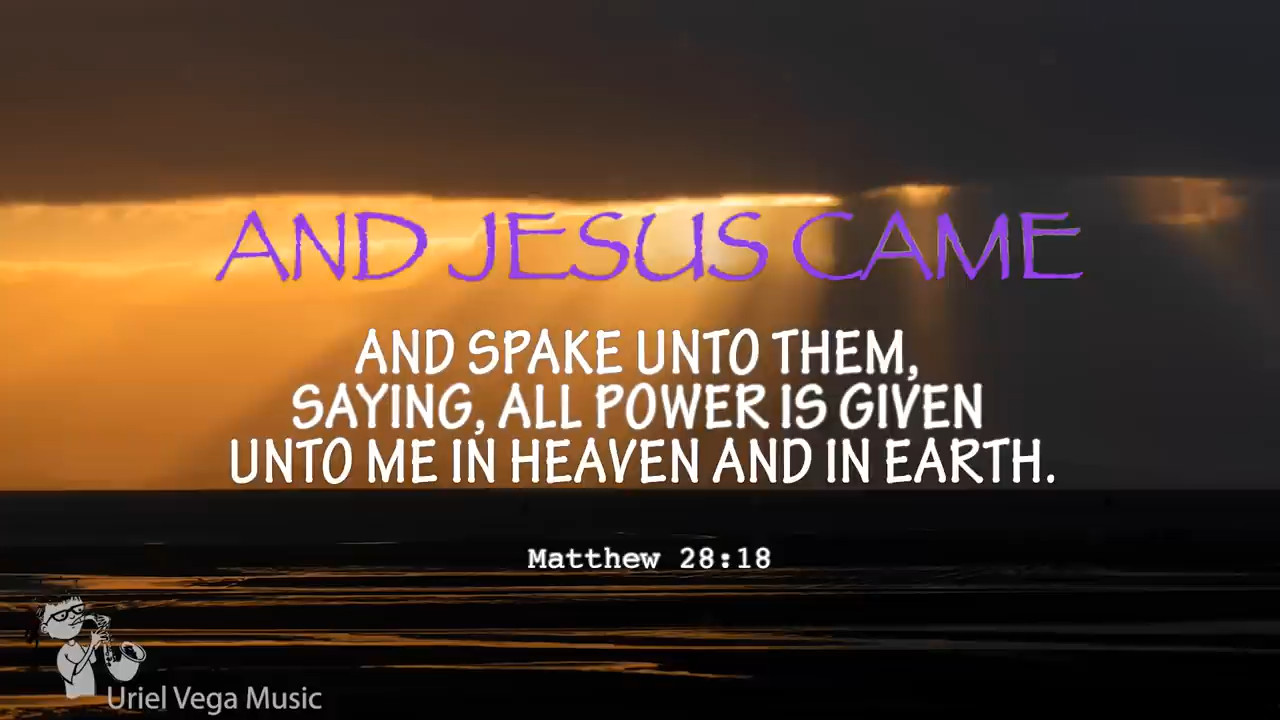 AND JESUS CAME
AND SPAKE UNTO THEM,
SAYING, ALL POWER IS GIVEN
UNTO ME IN HEAVEN AND IN EARTH.
Matthew 28:18
Uriel Vega Music